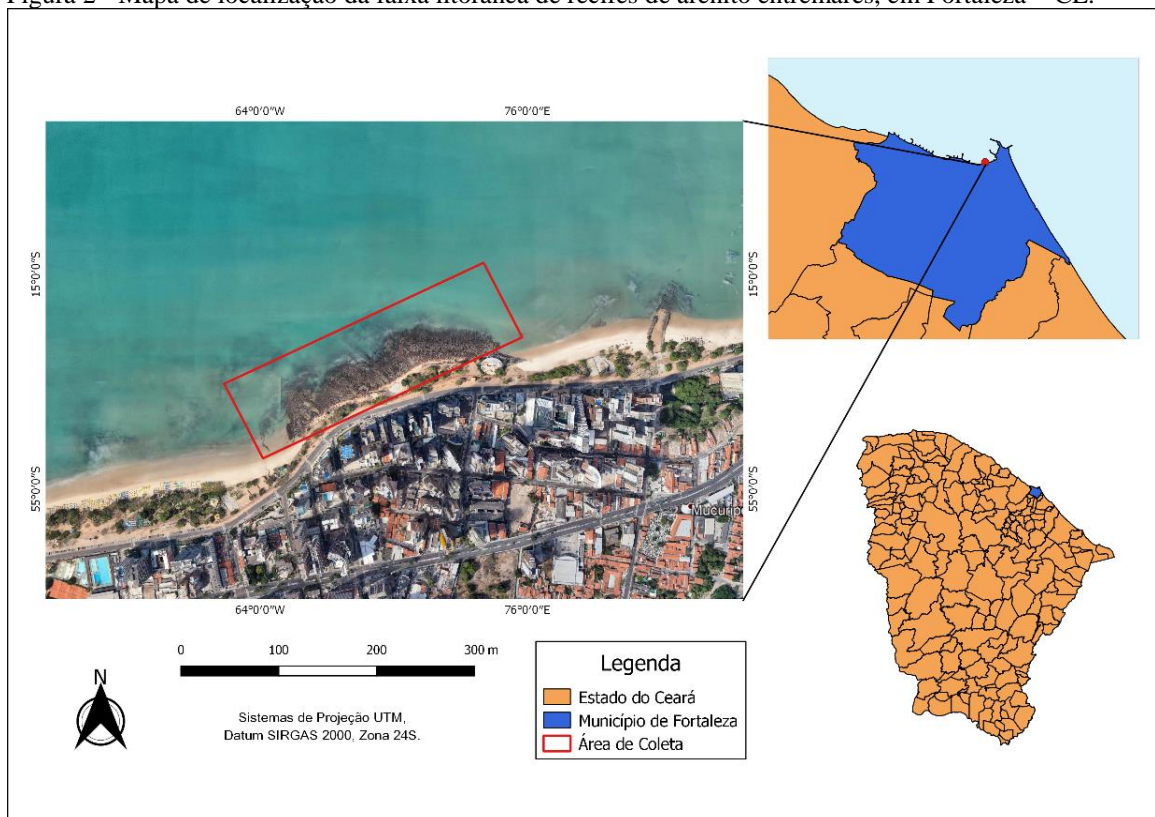 Figura 2 - Mapa de localização da faixa litorânea de recifes de arenito entremarés, em Fortaleza – CE.
64°0'0"W
76°0'0"E
15°0'0"S
15°0'0"S
55°0'0"S
55°0'0"S
Mucuripe
64°0'0"W
76°0'0"E
0 100 200 300 m
N
Sistemas de Projeção UTM,
Datum SIRGAS 2000, Zona 24S.
Legenda
Estado do Ceará
Município de Fortaleza
Área de Coleta